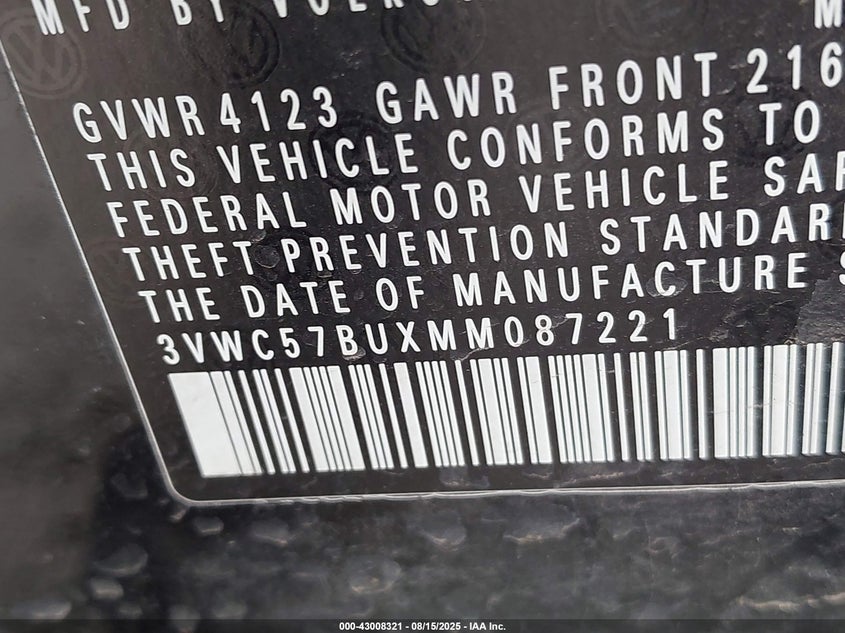 MFD BY
GVWR 4123 GAWR FRONT 216
THIS VEHICLE CONFORMS TO
FEDERAL MOTOR VEHICLE SAF
THEFT PREVENTION STANDAR
THE DATE OF MANUFACTURE S
3VWC57BUXMM087221
000-43008321 - 08/15/2025 - IAA Inc.